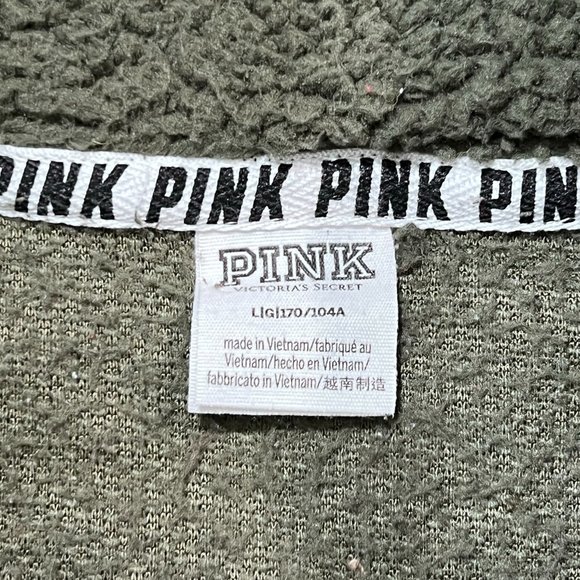 PINK PINK PINK PIN
PINK
VICTORIA'S SECRET
L|G|170/104A
made in Vietnam/fabriqué au
Vietnam/hecho en Vietnam/
fabbricato in Vietnam/越南制造